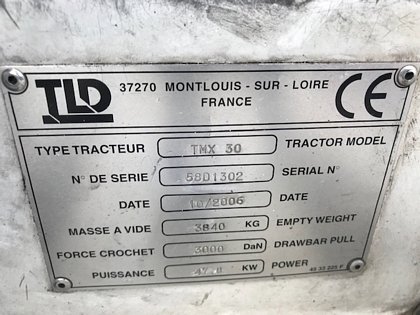 TLD
37270 MONTLOUIS - SUR - LOIRE
FRANCE
CE
TYPE TRACTEUR TMX 30 TRACTOR MODEL
N° DE SERIE 58D1302 SERIAL N°
DATE 10/2006 DATE
MASSE A VIDE 3840 KG EMPTY WEIGHT
FORCE CROCHET 3000 DaN DRAWBAR PULL
PUISSANCE KW POWER